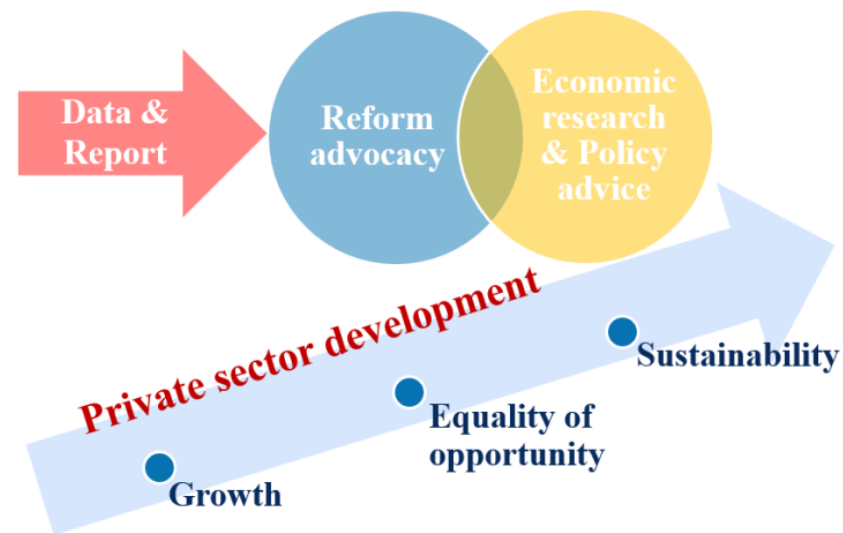 Data &
Report
Reform
advocacy
Economic
research
& Policy
advice
Private sector development
Sustainability
Equality of
opportunity
Growth